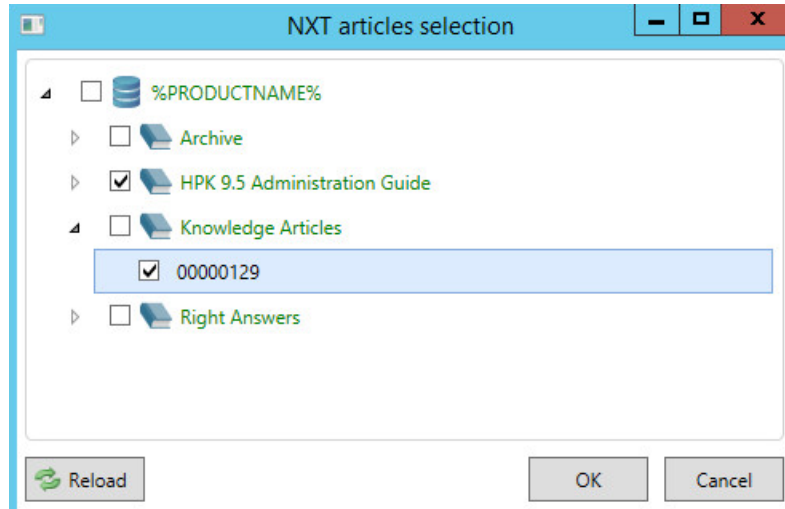 NXT articles selection
%PRODUCTNAME%
Archive
HPK 9.5 Administration Guide
Knowledge Articles
00000129
Right Answers
Reload OK Cancel